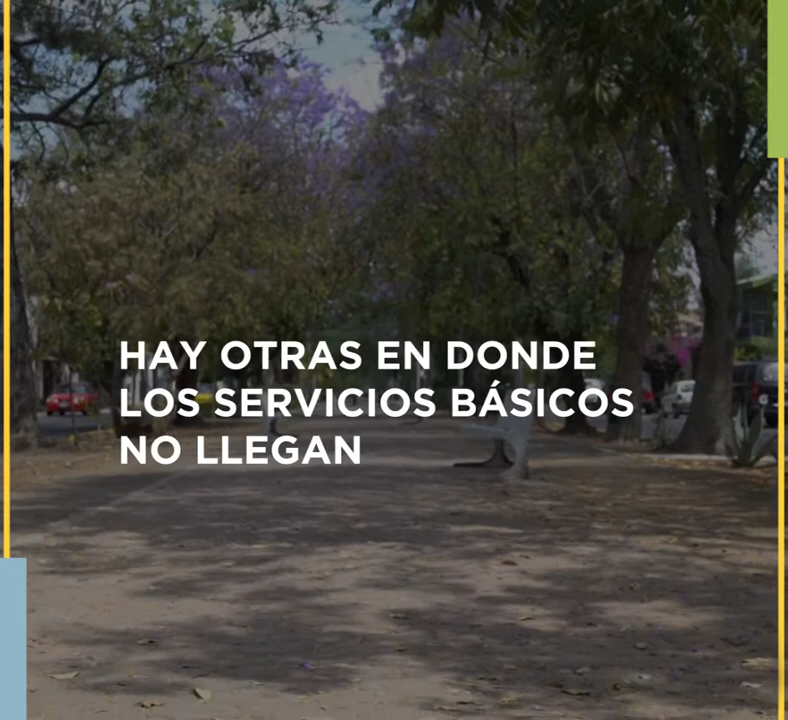 HAY OTRAS EN DONDE
LOS SERVICIOS BÁSICOS
NO LLEGAN